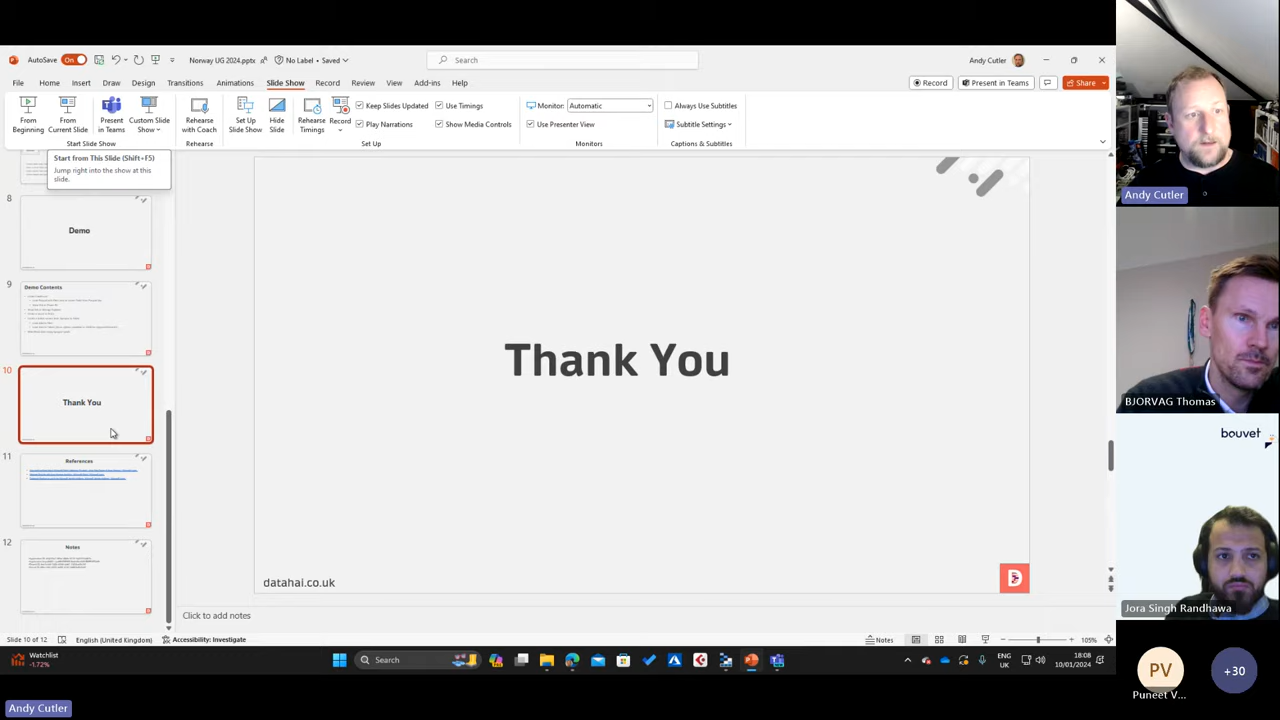 AutoSave
On
Norway UG 2024.pptx
No Label
Saved
Search
Andy Cutler
File
Home
Insert
Draw
Design
Transitions
Animations
Slide Show
Record
Review
View
Add-ins
Help
Record
Present in Teams
Share
From Beginning
From Current Slide
Present in Teams
Custom Slide Show
Rehearse with Coach
Set Up Slide Show
Hide Slide
Rehearse Timings
Record
Keep Slides Updated
Use Timings
Play Narrations
Show Media Controls
Monitor:
Automatic
Use Presenter View
Always Use Subtitles
Subtitle Settings
Start Slide Show
Rehearse
Set Up
Monitors
Captions & Subtitles
Start from This Slide (Shift+F5)
Jump right into the show at this
slide.
8
Demo
9
Demo Contents
10
Thank You
11
References
12
Notes
Thank You
datahai.co.uk
D
Click to add notes
Slide 10 of 12
English (United Kingdom)
Accessibility: Investigate
Notes
105%
Watchlist
-1.72%
Search
ENG
UK
18:08
10/01/2024
Andy Cutler
Andy Cutler
BJORVAG Thomas
bouvet
Jora Singh Randhawa
PV
Puneet V...
+30